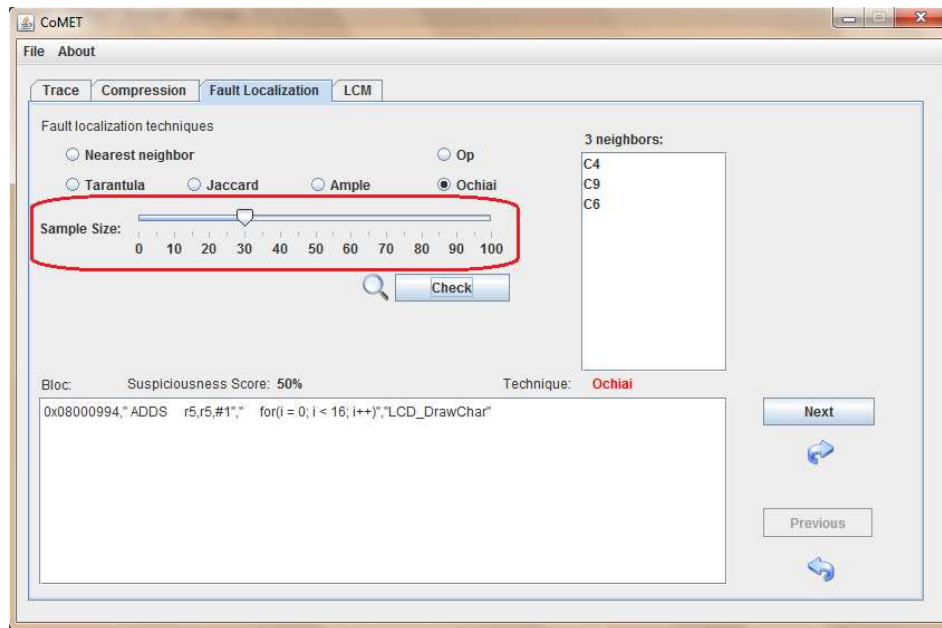 CoMET
File About
Trace Compression Fault Localization LCM
Fault localization techniques
Nearest neighbor Op
Tarantula Jaccard Ample Ochiai
3 neighbors:
C4
C9
C6
Sample Size:
0 10 20 30 40 50 60 70 80 90 100
Check
Bloc: Suspiciousness Score: 50% Technique: Ochiai
0x08000994," ADDS r5,r5,#1"," for(i = 0; i < 16; i++)","LCD_DrawChar"
Next
Previous